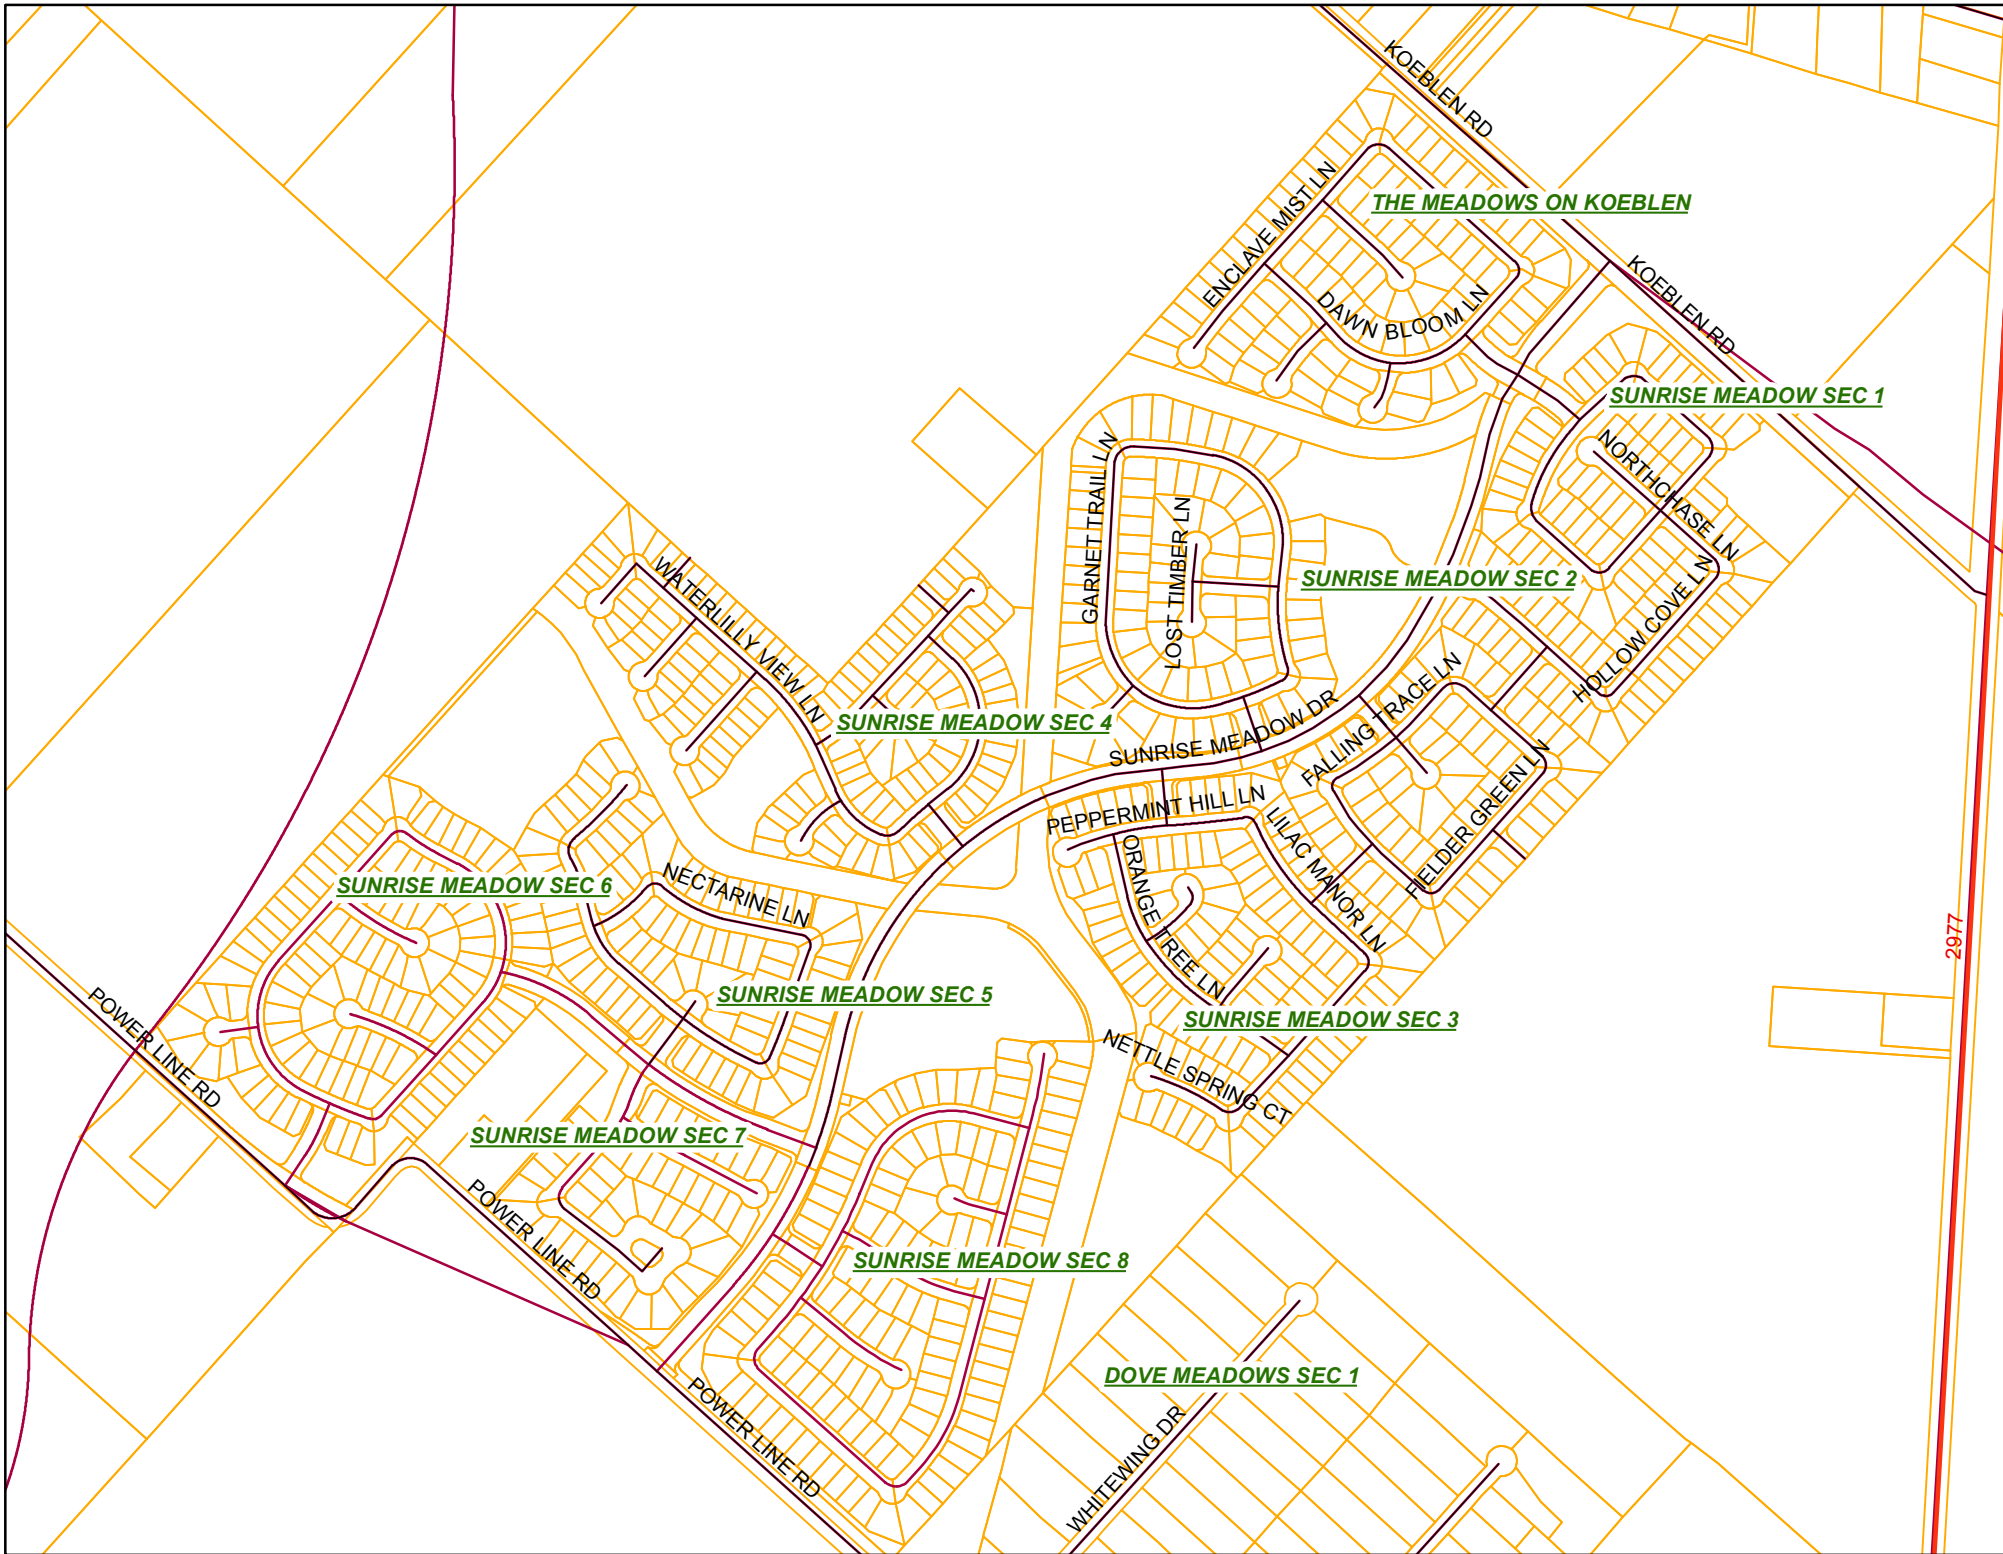 KOEBLEN RD
ENCLAVE MIST LN
THE MEADOWS ON KOEBLEN
KOEBLEN RD
DAWN BLOOM LN
SUNRISE MEADOW SEC 1
NORTHCHASE LN
GARNET TRAIL LN
LOST TIMBER LN
SUNRISE MEADOW SEC 2
HOLLOW COVE LN
WATERLILLY VIEW LN
SUNRISE MEADOW SEC 4
SUNRISE MEADOW DR
FALLING TRACE LN
PEPPERMINT HILL LN
FIELDER GREEN LN
LILAC MANOR LN
ORANGE TREE LN
SUNRISE MEADOW SEC 6
NECTARINE LN
2977
SUNRISE MEADOW SEC 5
SUNRISE MEADOW SEC 3
POWER LINE RD
NETTLE SPRING CT
SUNRISE MEADOW SEC 7
POWER LINE RD
SUNRISE MEADOW SEC 8
DOVE MEADOWS SEC 1
POWER LINE RD
WHITEWING DR